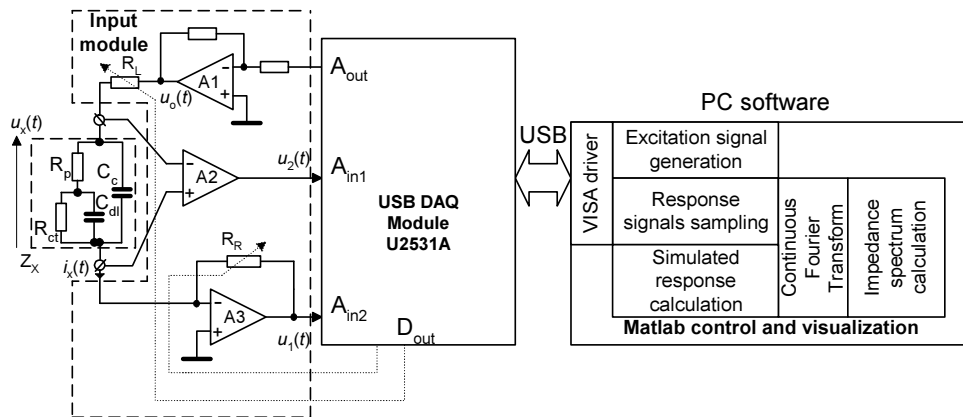 Input
module
R_L
A1
u_o(t)
A_out
u_x(t)
R_p
C_c
C_dl
R_ct
Z_X
i_x(t)
A2
u_2(t)
A_in1
R_R
A3
u_1(t)
A_in2
D_out
USB DAQ
Module
U2531A
USB
PC software
VISA driver
Excitation signal
generation
Response
signals sampling
Simulated
response
calculation
Continuous
Fourier
Transform
Impedance
spectrum
calculation
Matlab control and visualization